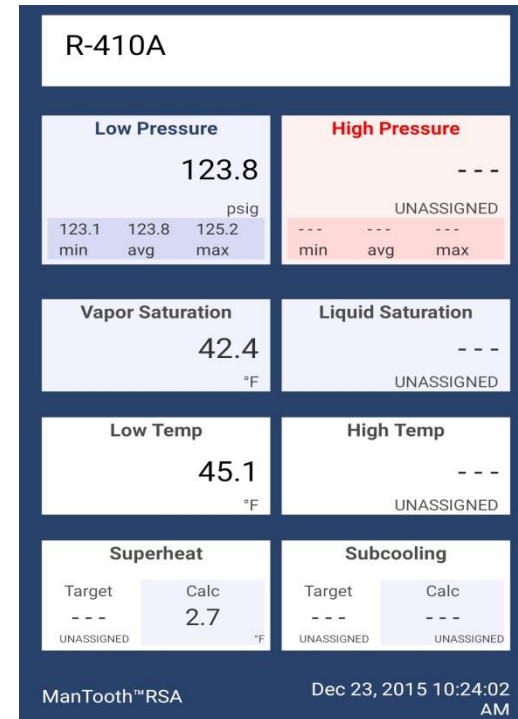 R-410A
Low Pressure
123.8
psig
123.1 123.8 125.2
min avg max
High Pressure
---
UNASSIGNED
--- --- ---
min avg max
Vapor Saturation
42.4
°F
Liquid Saturation
---
UNASSIGNED
Low Temp
45.1
°F
High Temp
---
UNASSIGNED
Superheat
Target Calc
--- 2.7
UNASSIGNED °F
Subcooling
Target Calc
--- ---
UNASSIGNED UNASSIGNED
ManTooth™RSA
Dec 23, 2015 10:24:02
AM